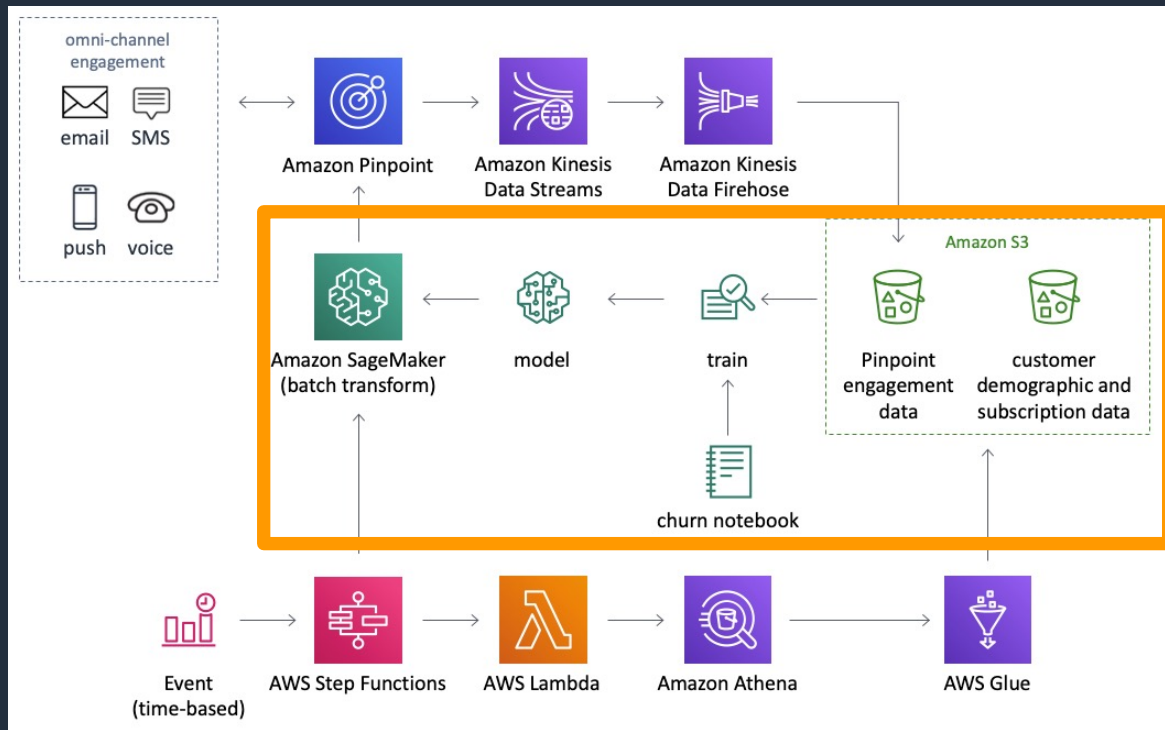 omni-channel
engagement
email SMS
push voice
Amazon Pinpoint
Amazon Kinesis
Data Streams
Amazon Kinesis
Data Firehose
Amazon S3
Amazon SageMaker
(batch transform)
model
train
Pinpoint
engagement
data
customer
demographic and
subscription data
churn notebook
Event
(time-based)
AWS Step Functions
AWS Lambda
Amazon Athena
AWS Glue